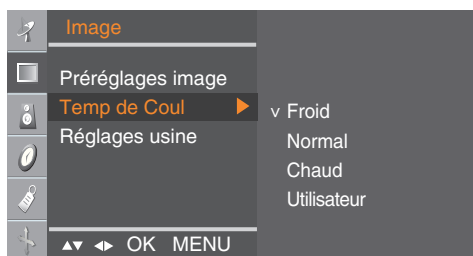 Image
Préréglages image
Temp de Coul
Réglages usine
v Froid
Normal
Chaud
Utilisateur
▲▼ ◀▶ OK MENU